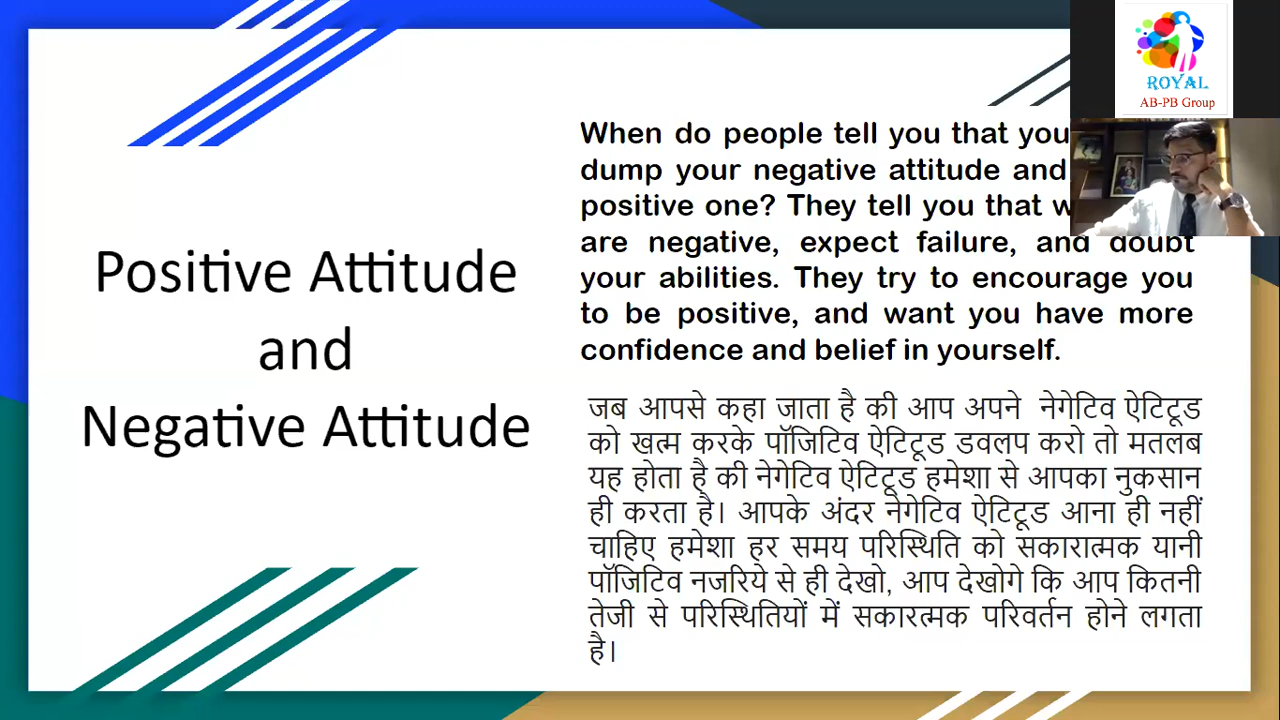 Positive Attitude
and
Negative Attitude
When do people tell you that you
dump your negative attitude and
positive one? They tell you that
are negative, expect failure, and doubt
your abilities. They try to encourage you
to be positive, and want you have more
confidence and belief in yourself.
जब आपसे कहा जाता है की आप अपने नेगेटिव ऐटिटूड
को खत्म करके पॉजिटिव ऐटिटूड डवलप करो तो मतलब
यह होता है की नेगेटिव ऐटिटूड हमेशा से आपका नुकसान
ही करता है। आपके अंदर नेगेटिव ऐटिटूड आना ही नहीं
चाहिए हमेशा हर समय परिस्थिति को सकारात्मक यानी
पॉजिटिव नजरिये से ही देखो, आप देखोगे कि आप कितनी
तेजी से परिस्थितियों में सकारत्मक परिवर्तन होने लगता
है।
ROYAL
AB-PB Group